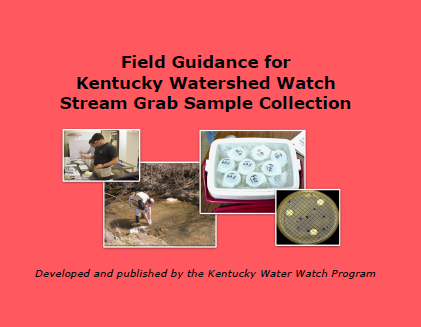 Field Guidance for
Kentucky Watershed Watch
Stream Grab Sample Collection
Developed and published by the Kentucky Water Watch Program